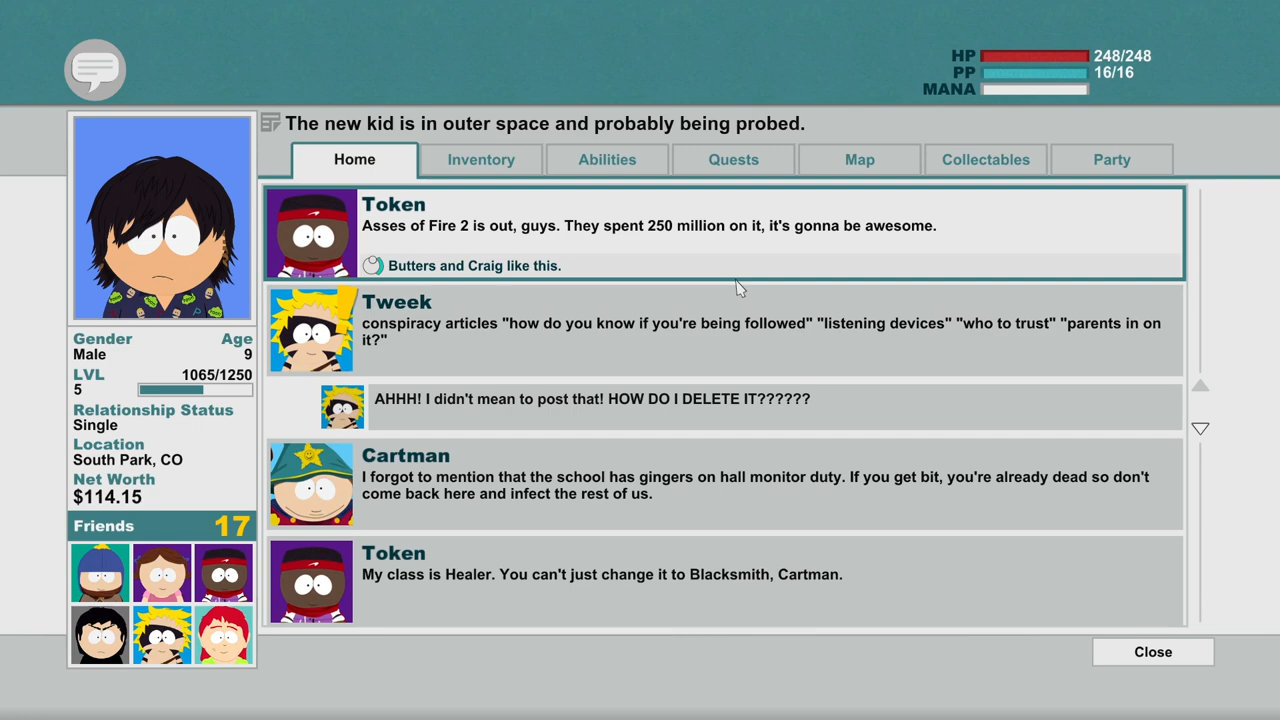 HP 248/248
PP 16/16
MANA
The new kid is in outer space and probably being probed.
Home Inventory Abilities Quests Map Collectables Party
Gender Age
Male 9
LVL 1065/1250
5
Relationship Status
Single
Location
South Park, CO
Net Worth
$114.15
Friends 17
Token
Asses of Fire 2 is out, guys. They spent 250 million on it, it's gonna be awesome.
Butters and Craig like this.
Tweek
conspiracy articles "how do you know if you're being followed" "listening devices" "who to trust" "parents in on
it?"
AHHH! I didn't mean to post that! HOW DO I DELETE IT??????
Cartman
I forgot to mention that the school has gingers on hall monitor duty. If you get bit, you're already dead so don't
come back here and infect the rest of us.
Token
My class is Healer. You can't just change it to Blacksmith, Cartman.
Close